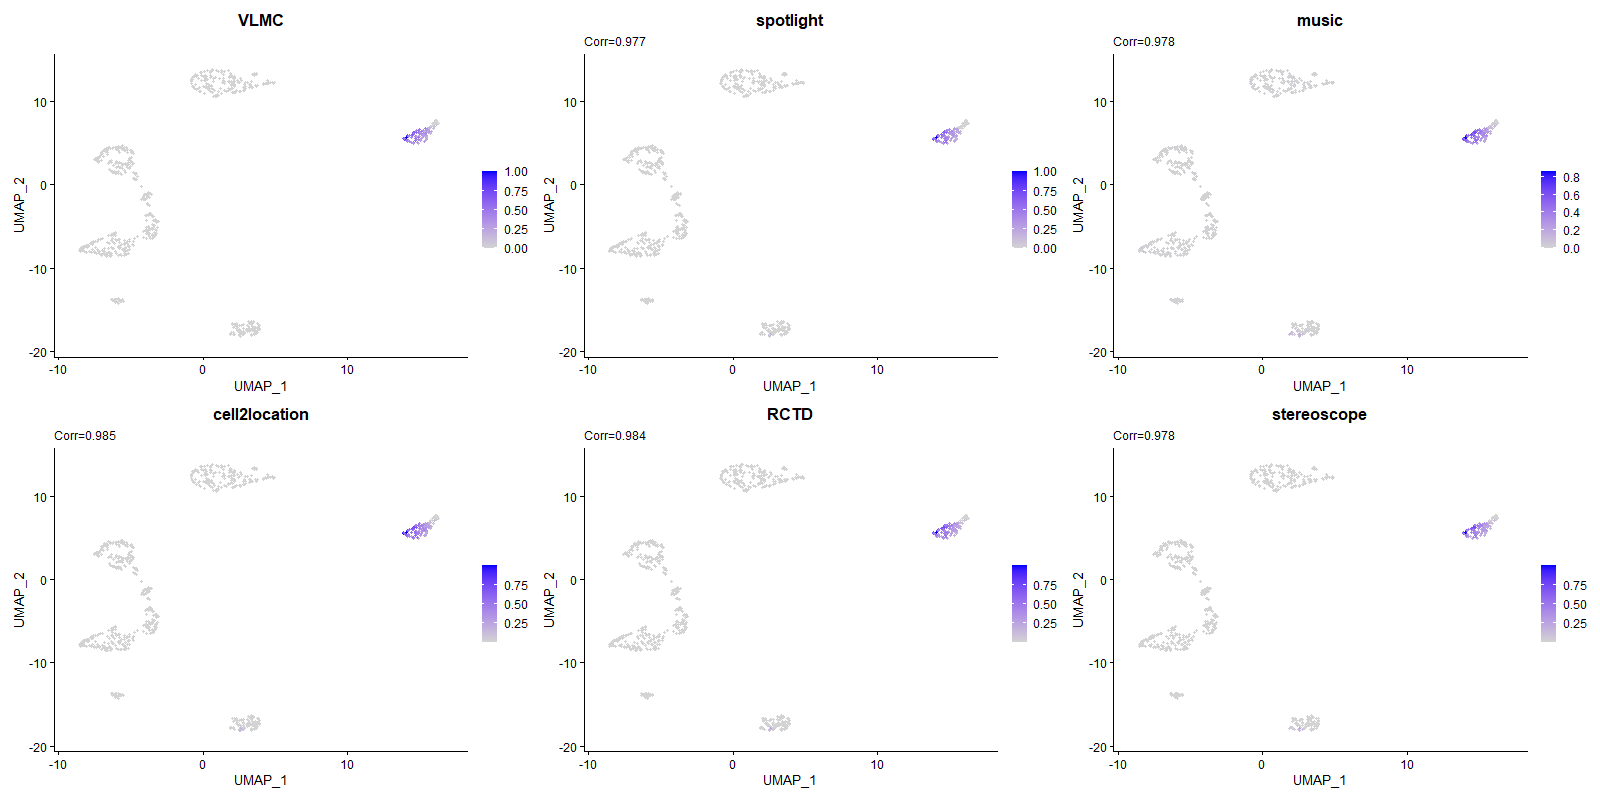 VLMC
10
0
-10
-20
-10
0
10
UMAP_2
UMAP_1
1.00
0.75
0.50
0.25
0.00
spotlight
Corr=0.977
10
0
-10
-20
-10
0
10
UMAP_2
UMAP_1
1.00
0.75
0.50
0.25
0.00
music
Corr=0.978
10
0
-10
-20
-10
0
10
UMAP_2
UMAP_1
0.8
0.6
0.4
0.2
0.0
cell2location
Corr=0.985
10
0
-10
-20
-10
0
10
UMAP_2
UMAP_1
0.75
0.50
0.25
RCTD
Corr=0.984
10
0
-10
-20
-10
0
10
UMAP_2
UMAP_1
0.75
0.50
0.25
stereoscope
Corr=0.978
10
0
-10
-20
-10
0
10
UMAP_2
UMAP_1
0.75
0.50
0.25